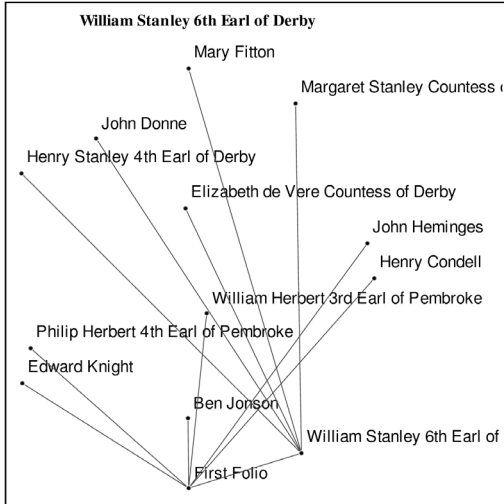 William Stanley 6th Earl of Derby
Mary Fitton
Margaret Stanley Countess
John Donne
Henry Stanley 4th Earl of Derby
Elizabeth de Vere Countess of Derby
John Heminges
Henry Condell
William Herbert 3rd Earl of Pembroke
Philip Herbert 4th Earl of Pembroke
Edward Knight
Ben Jonson
William Stanley 6th Earl of
First Folio